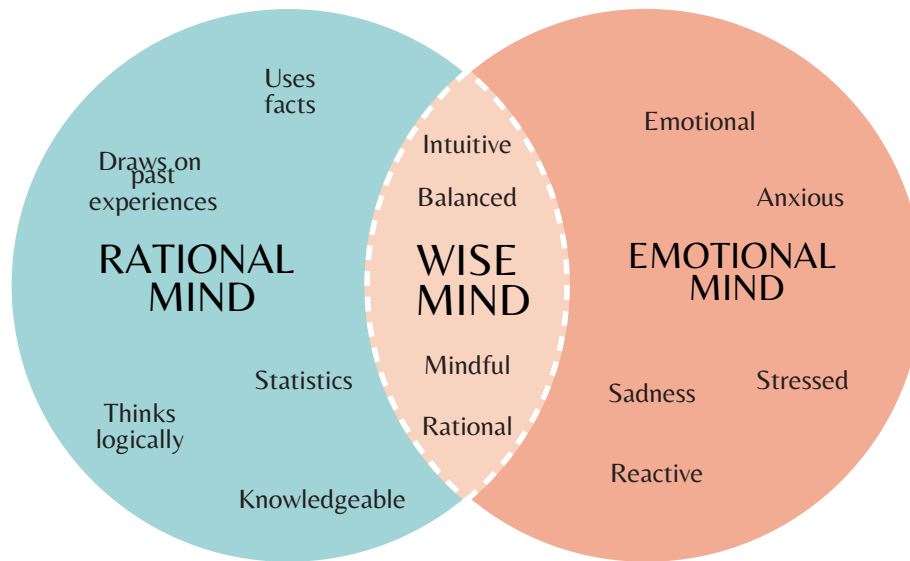 Uses
facts
Draws on
past
experiences
RATIONAL
MIND
Statistics
Thinks
logically
Knowledgeable
Intuitive
Balanced
WISE
MIND
Mindful
Rational
Emotional
Anxious
EMOTIONAL
MIND
Stressed
Sadness
Reactive